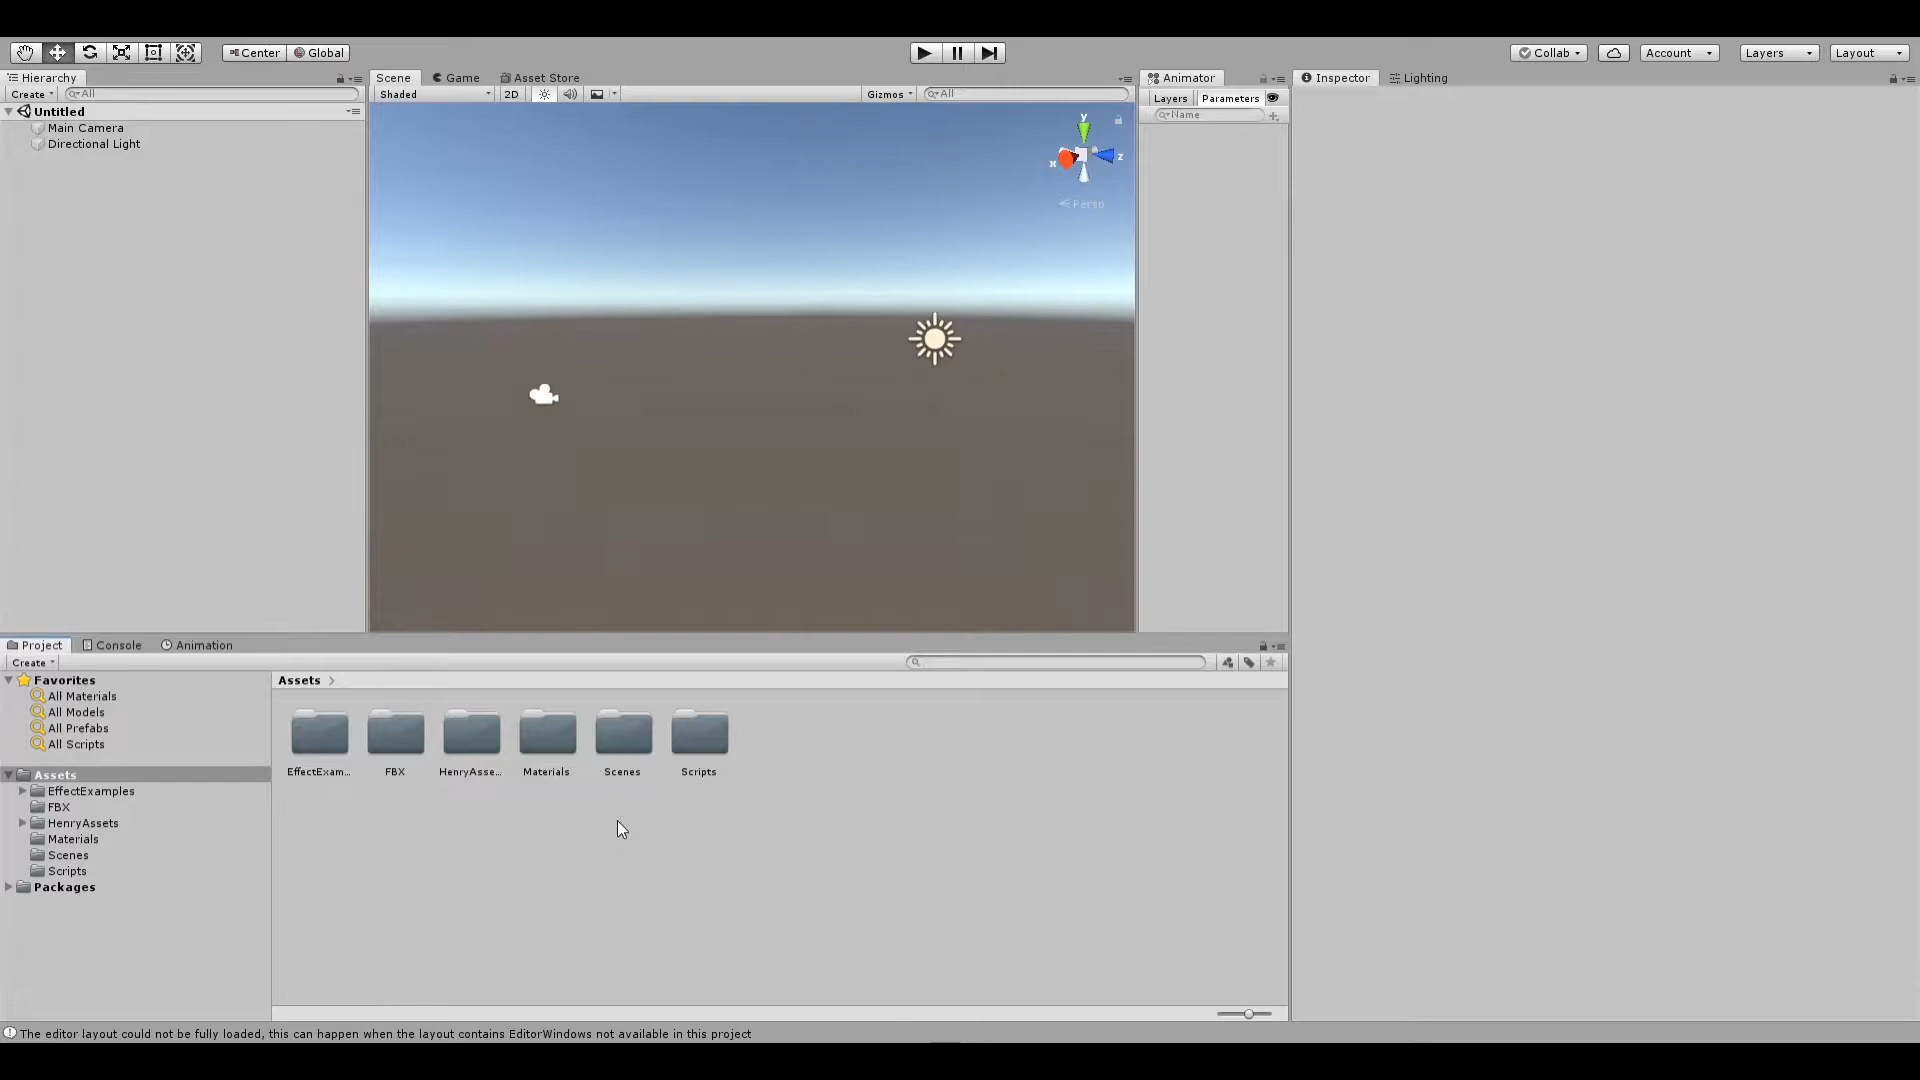 Center Global Collab Account Layers Layout
Hierarchy Scene Game Asset Store Animator Inspector Lighting
Create All Shaded 2D Gizmos All Layers Parameters
Untitled
Main Camera
Directional Light
Name
y
x z
Persp
Project Console Animation
Create
Favorites
All Materials
All Models
All Prefabs
All Scripts
Assets
EffectExamples
FBX
HenryAssets
Materials
Scenes
Scripts
Packages
Assets
EffectExam... FBX HenryAsse... Materials Scenes Scripts
The editor layout could not be fully loaded, this can happen when the layout contains EditorWindows not available in this project